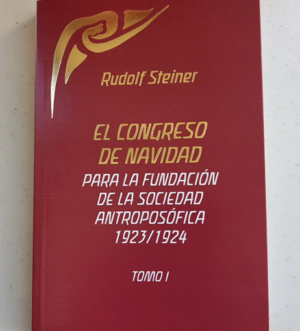 Rudolf Steiner
EL CONGRESO
DE NAVIDAD
PARA LA FUNDACIÓN
DE LA SOCIEDAD
ANTROPOSÓFICA
1923/1924
TOMO I